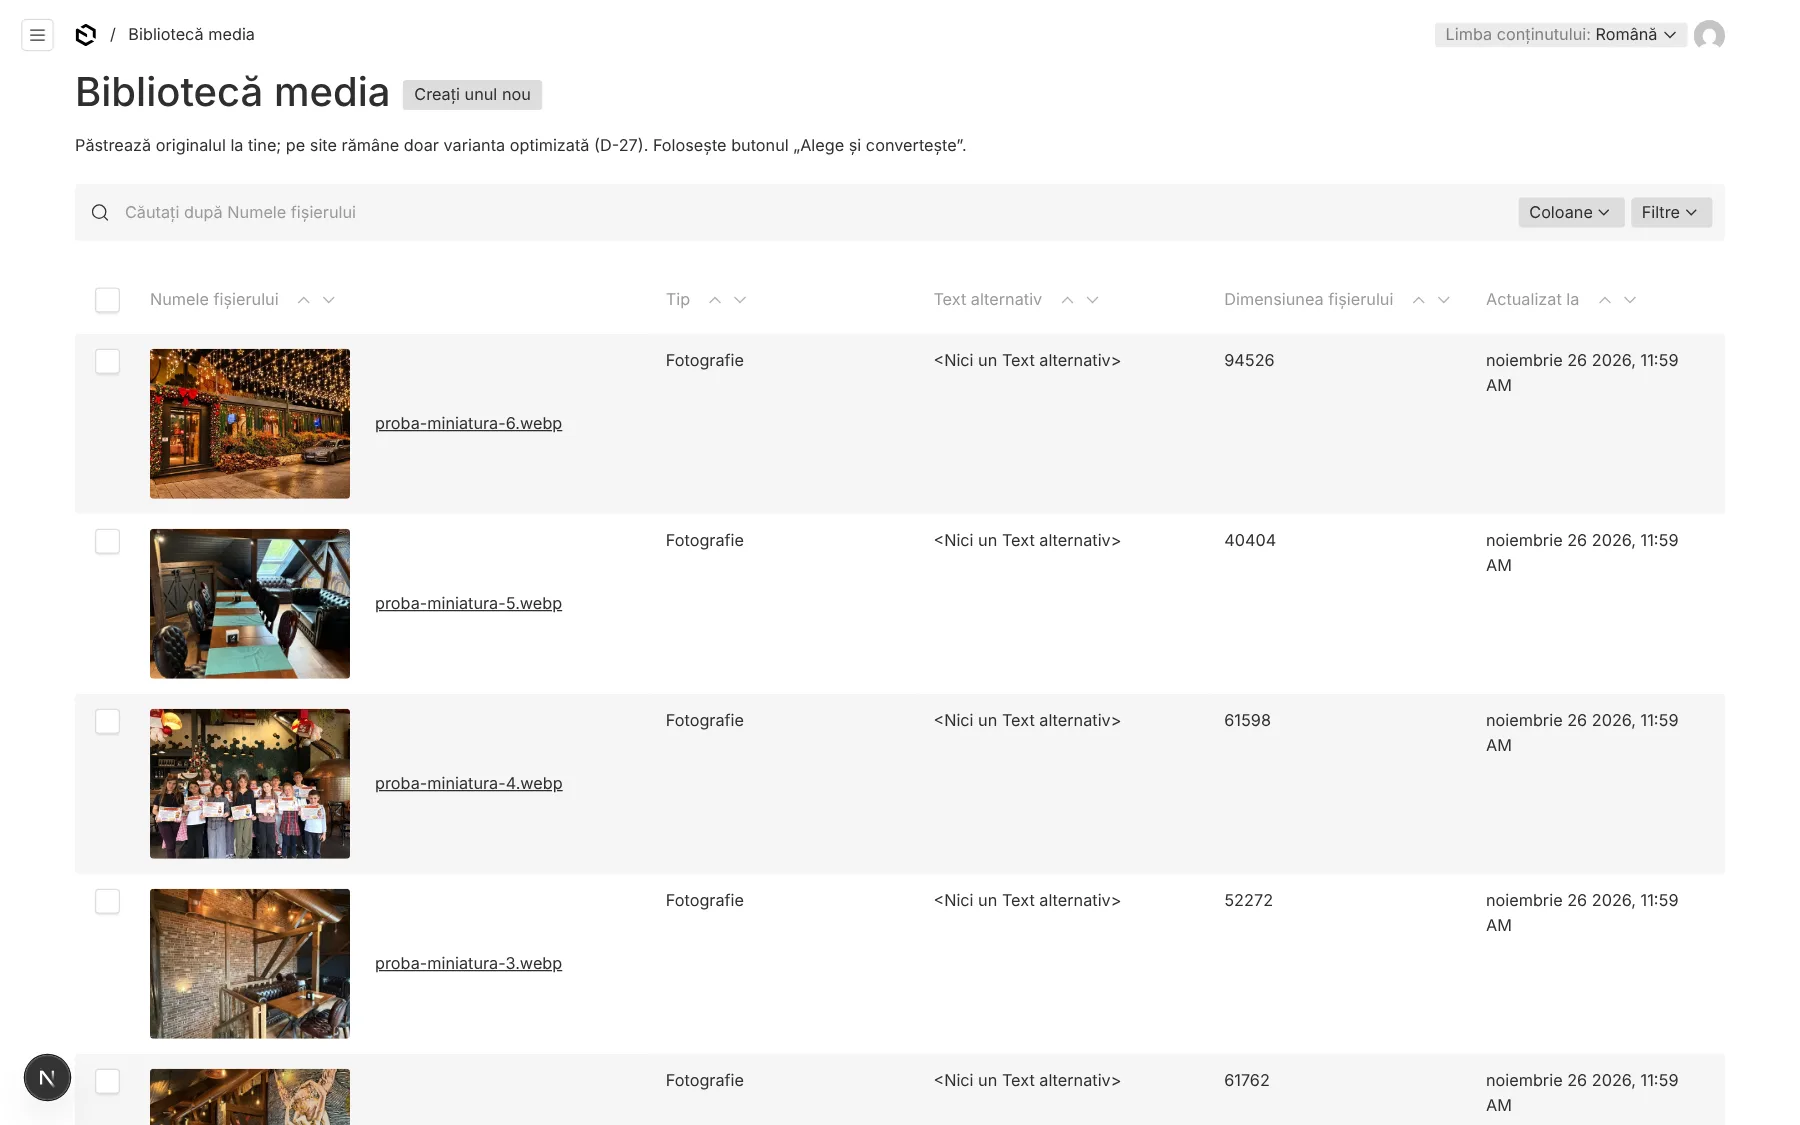 / Bibliotecă media
Limba conținutului: Română
Bibliotecă media
Creați unul nou
Păstrează originalul la tine; pe site rămâne doar varianta optimizată (D-27). Folosește butonul „Alege și convertește”.
Căutați după Numele fișierului
Coloane
Filtre
Numele fișierului
Tip
Text alternativ
Dimensiunea fișierului
Actualizat la
proba-miniatura-6.webp
Fotografie
<Nici un Text alternativ>
94526
noiembrie 26 2026, 11:59
AM
proba-miniatura-5.webp
Fotografie
<Nici un Text alternativ>
40404
noiembrie 26 2026, 11:59
AM
proba-miniatura-4.webp
Fotografie
<Nici un Text alternativ>
61598
noiembrie 26 2026, 11:59
AM
proba-miniatura-3.webp
Fotografie
<Nici un Text alternativ>
52272
noiembrie 26 2026, 11:59
AM
N
Fotografie
<Nici un Text alternativ>
61762
noiembrie 26 2026, 11:59
AM